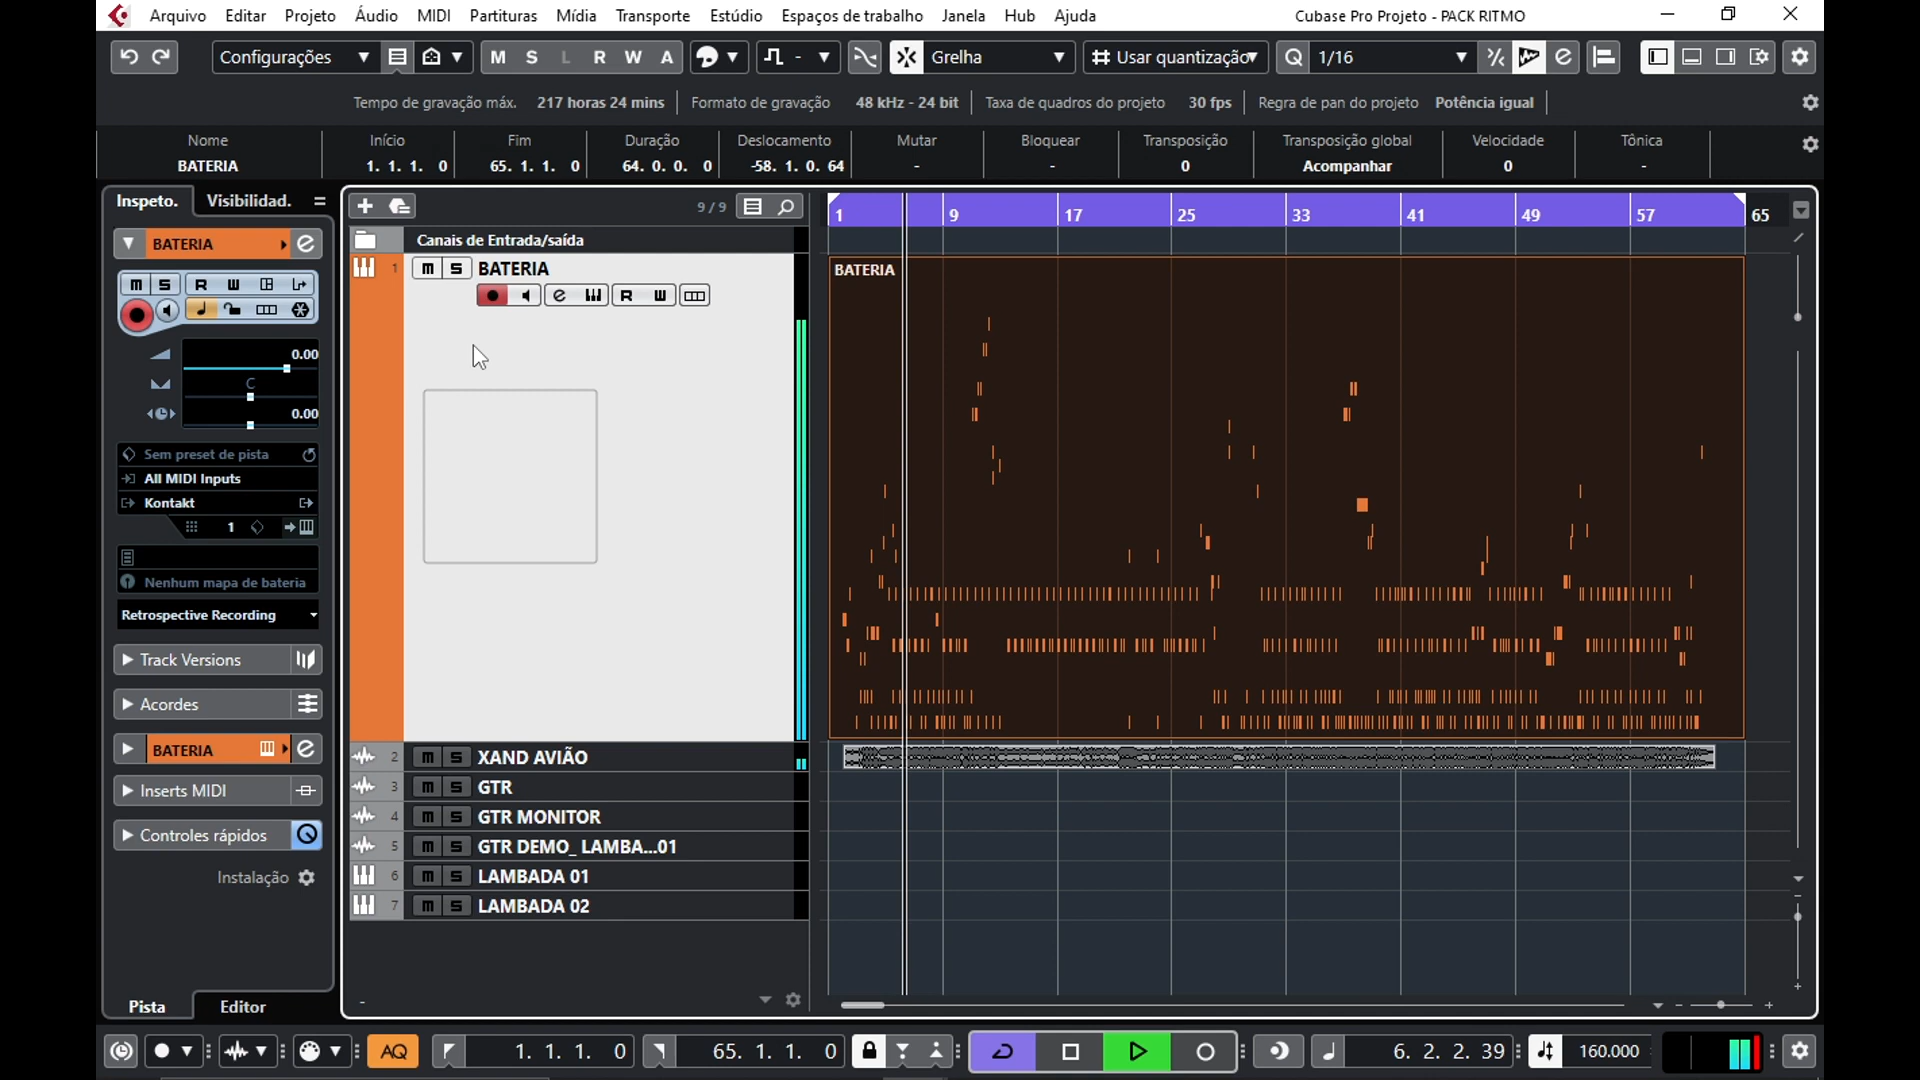 Arquivo Editar Projeto Áudio MIDI Partituras Mídia Transporte Estúdio Espaços de trabalho Janela Hub Ajuda Cubase Pro Projeto - PACK RITMO
Configurações M S L R W A - Grelha Usar quantização Q 1/16
Tempo de gravação máx. 217 horas 24 mins Formato de gravação 48 kHz - 24 bit Taxa de quadros do projeto 30 fps Regra de pan do projeto Potência igual
Nome Início Fim Duração Deslocamento Mutar Bloquear Transposição Transposição global Velocidade Tônica
BATERIA 1. 1. 1. 0 65. 1. 1. 0 64. 0. 0. 0 -58. 1. 0. 64 - - 0 Acompanhar 0 -
Inspeto. Visibilidad. 9 / 9 1 9 17 25 33 41 49 57 65
BATERIA e Canais de Entrada/saída
1 m S BATERIA BATERIA
m S R W
e R W
0.00
C
0.00
Sem preset de pista
All MIDI Inputs
Kontakt
1
Nenhum mapa de bateria
Retrospective Recording
Track Versions
Acordes
BATERIA e
2 m S XAND AVIÃO
Inserts MIDI
3 m S GTR
4 m S GTR MONITOR
Controles rápidos
5 m S GTR DEMO_ LAMBA...01
Instalação
6 m S LAMBADA 01
7 m S LAMBADA 02
-
Pista Editor
AQ 1. 1. 1. 0 65. 1. 1. 0 6. 2. 2. 39 160.000